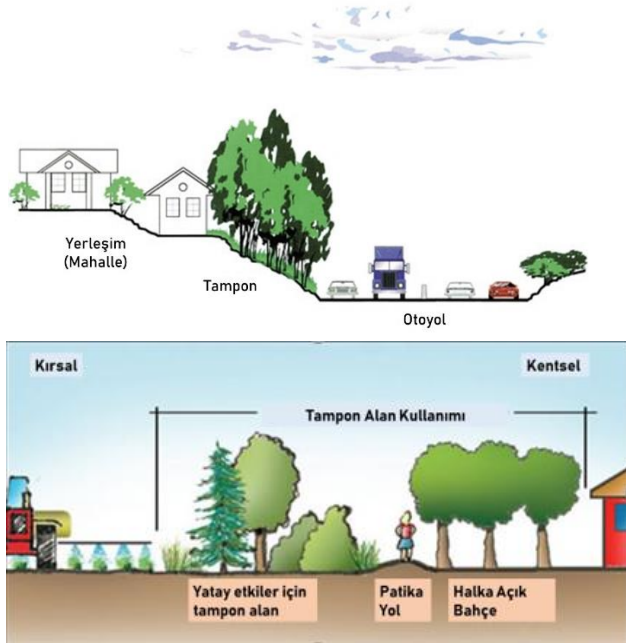 Yerleşim
(Mahalle)
Tampon
Otoyol
Kırsal
Kentsel
Tampon Alan Kullanımı
Yatay etkiler için
tampon alan
Patika
Yol
Halka Açık
Bahçe